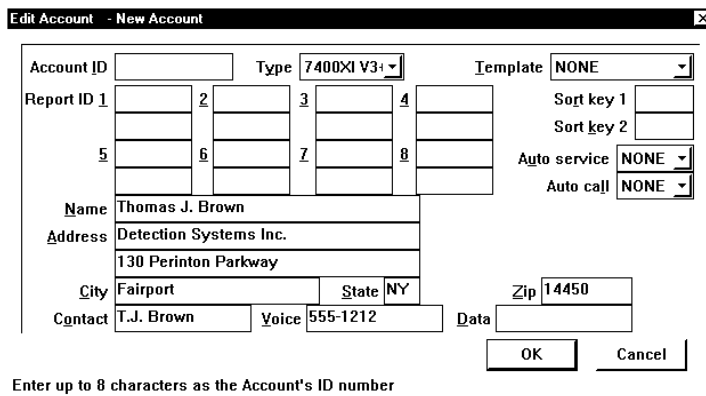 Edit Account - New Account
Account ID Type 7400XI V3+ Template NONE
Report ID 1 2 3 4 Sort key 1
Sort key 2
5 6 7 8 Auto service NONE
Auto call NONE
Name Thomas J. Brown
Address Detection Systems Inc.
130 Perinton Parkway
City Fairport State NY Zip 14450
Contact T.J. Brown Voice 555-1212 Data
OK Cancel
Enter up to 8 characters as the Account's ID number